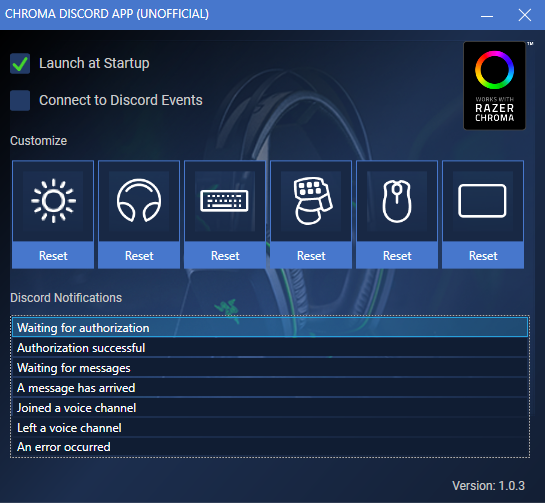 CHROMA DISCORD APP (UNOFFICIAL)
Launch at Startup
Connect to Discord Events
TM
WORKS WITH
RAZER
CHROMA
Customize
Reset Reset Reset Reset Reset Reset
Discord Notifications
Waiting for authorization
Authorization successful
Waiting for messages
A message has arrived
Joined a voice channel
Left a voice channel
An error occurred
Version: 1.0.3